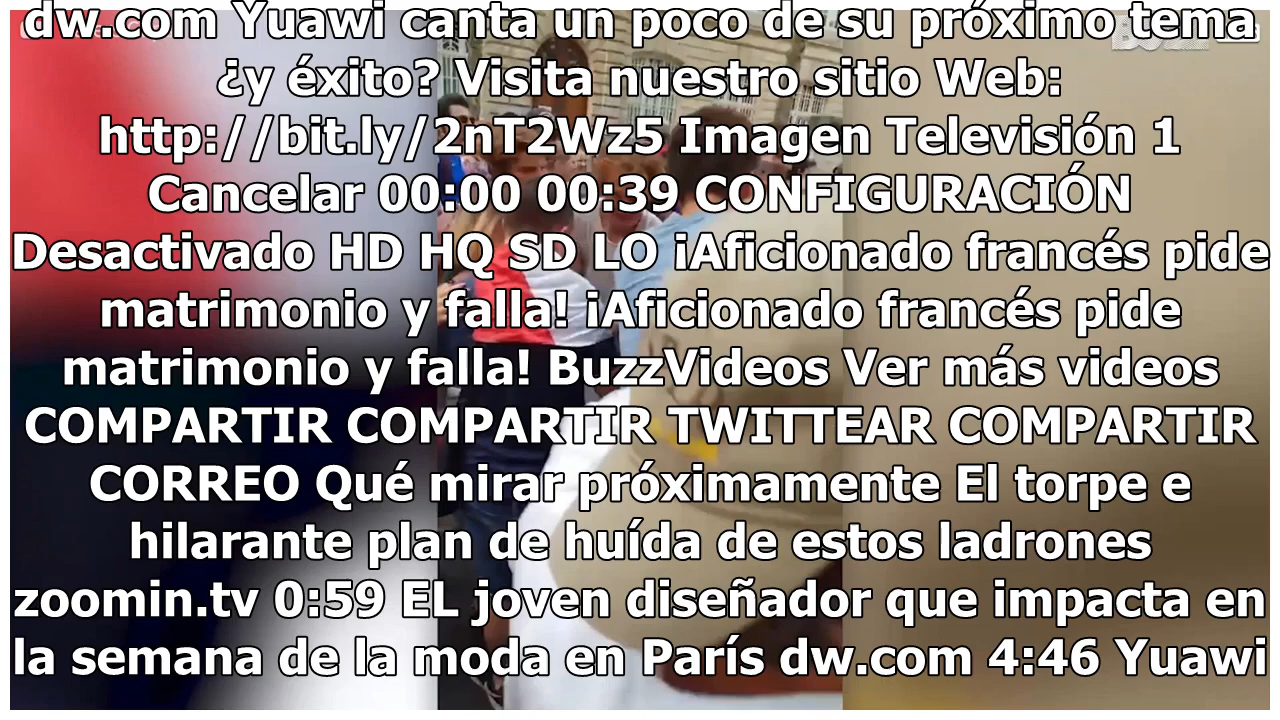 dw.com Yuawi canta un poco de su próximo tema
¿y éxito? Visita nuestro sitio Web:
http://bit.ly/2nT2Wz5 Imagen Televisión 1
Cancelar 00:00 00:39 CONFIGURACIÓN
Desactivado HD HQ SD LO ¡Aficionado francés pide
matrimonio y falla! ¡Aficionado francés pide
matrimonio y falla! BuzzVideos Ver más videos
COMPARTIR COMPARTIR TWITTEAR COMPARTIR
CORREO Qué mirar próximamente El torpe e
hilarante plan de huída de estos ladrones
zoomin.tv 0:59 EL joven diseñador que impacta en
la semana de la moda en París dw.com 4:46 Yuawi